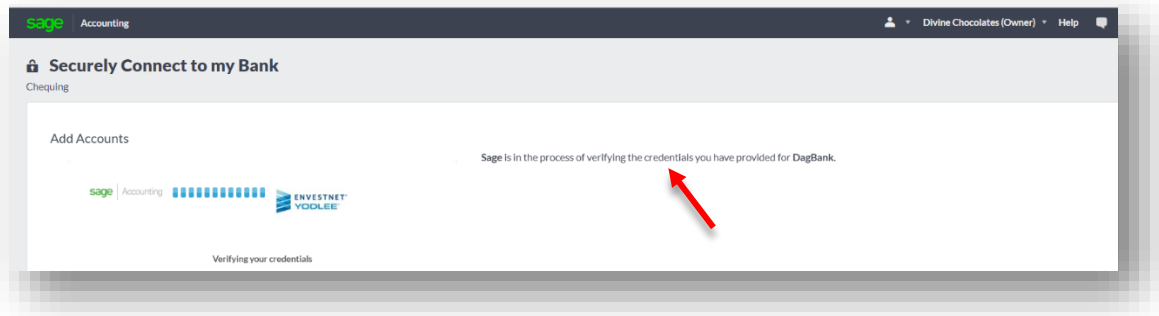 sage Accounting Divine Chocolates (Owner) Help
Securely Connect to my Bank
Chequing
Add Accounts
Sage is in the process of verifying the credentials you have provided for DagBank.
sage Accounting ENVESTNET
YODLEE
Verifying your credentials